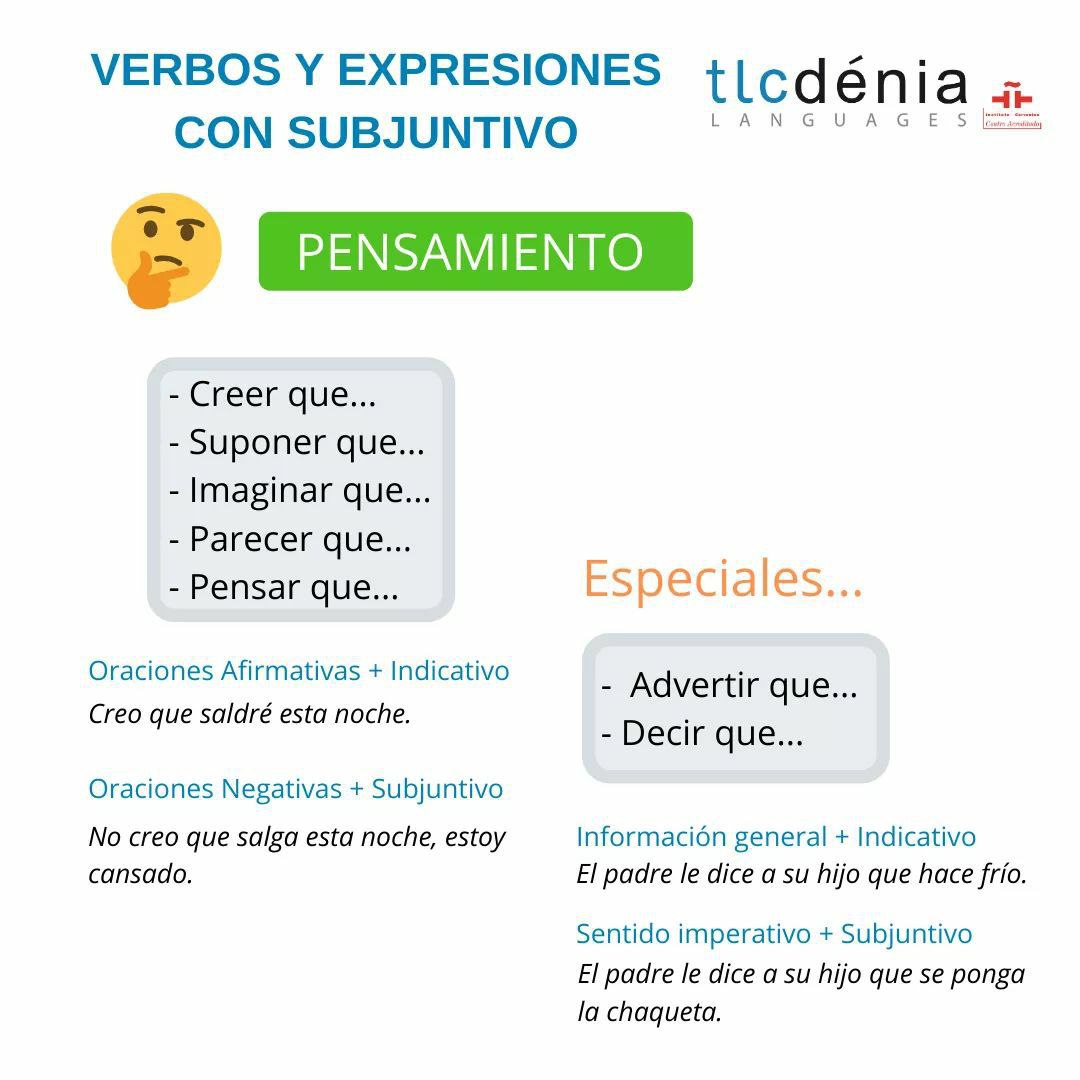 VERBOS Y EXPRESIONES
CON SUBJUNTIVO
tlcdénia
LANGUAGES
Instituto Cervantes
Centro Acreditado
PENSAMIENTO
- Creer que...
- Suponer que...
- Imaginar que...
- Parecer que...
- Pensar que...
Oraciones Afirmativas + Indicativo
Creo que saldré esta noche.
Oraciones Negativas + Subjuntivo
No creo que salga esta noche, estoy
cansado.
Especiales...
- Advertir que...
- Decir que...
Información general + Indicativo
El padre le dice a su hijo que hace frío.
Sentido imperativo + Subjuntivo
El padre le dice a su hijo que se ponga
la chaqueta.